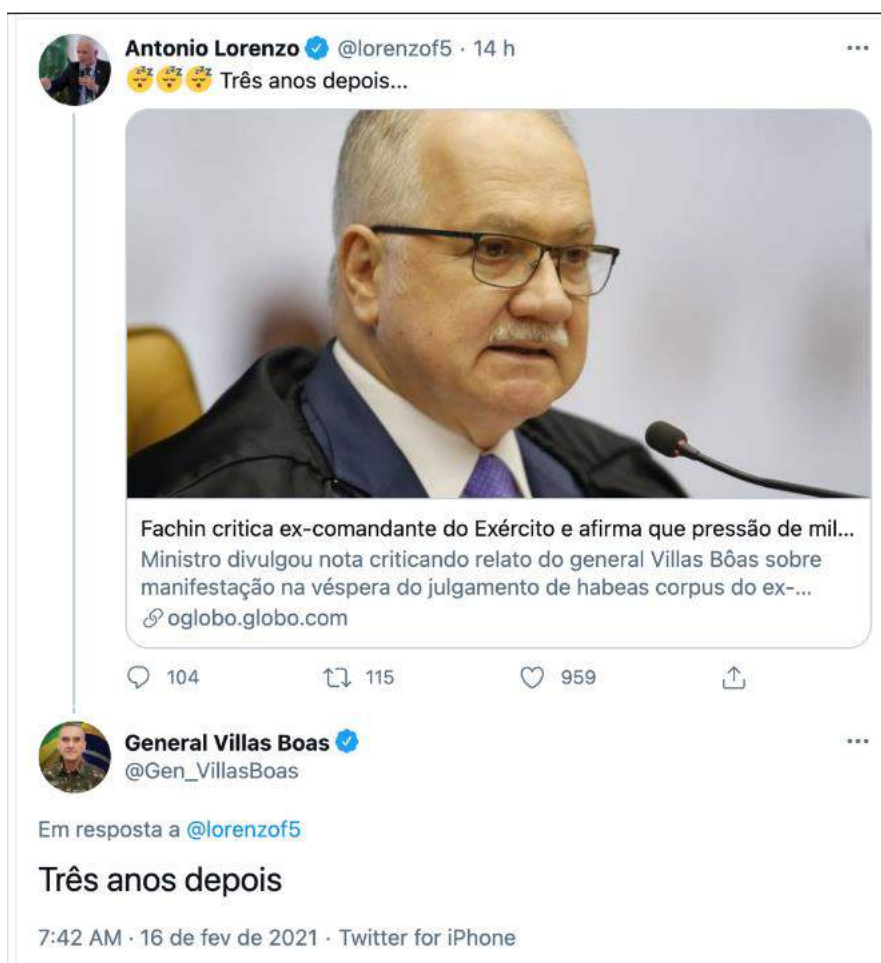 Antonio Lorenzo @lorenzof5 · 14 h
Três anos depois...
Fachin critica ex-comandante do Exército e afirma que pressão de mil...
Ministro divulgou nota criticando relato do general Villas Bôas sobre
manifestação na véspera do julgamento de habeas corpus do ex-...
oglobo.globo.com
104 115 959
General Villas Boas
@Gen_VillasBoas
Em resposta a @lorenzof5
Três anos depois
7:42 AM · 16 de fev de 2021 · Twitter for iPhone